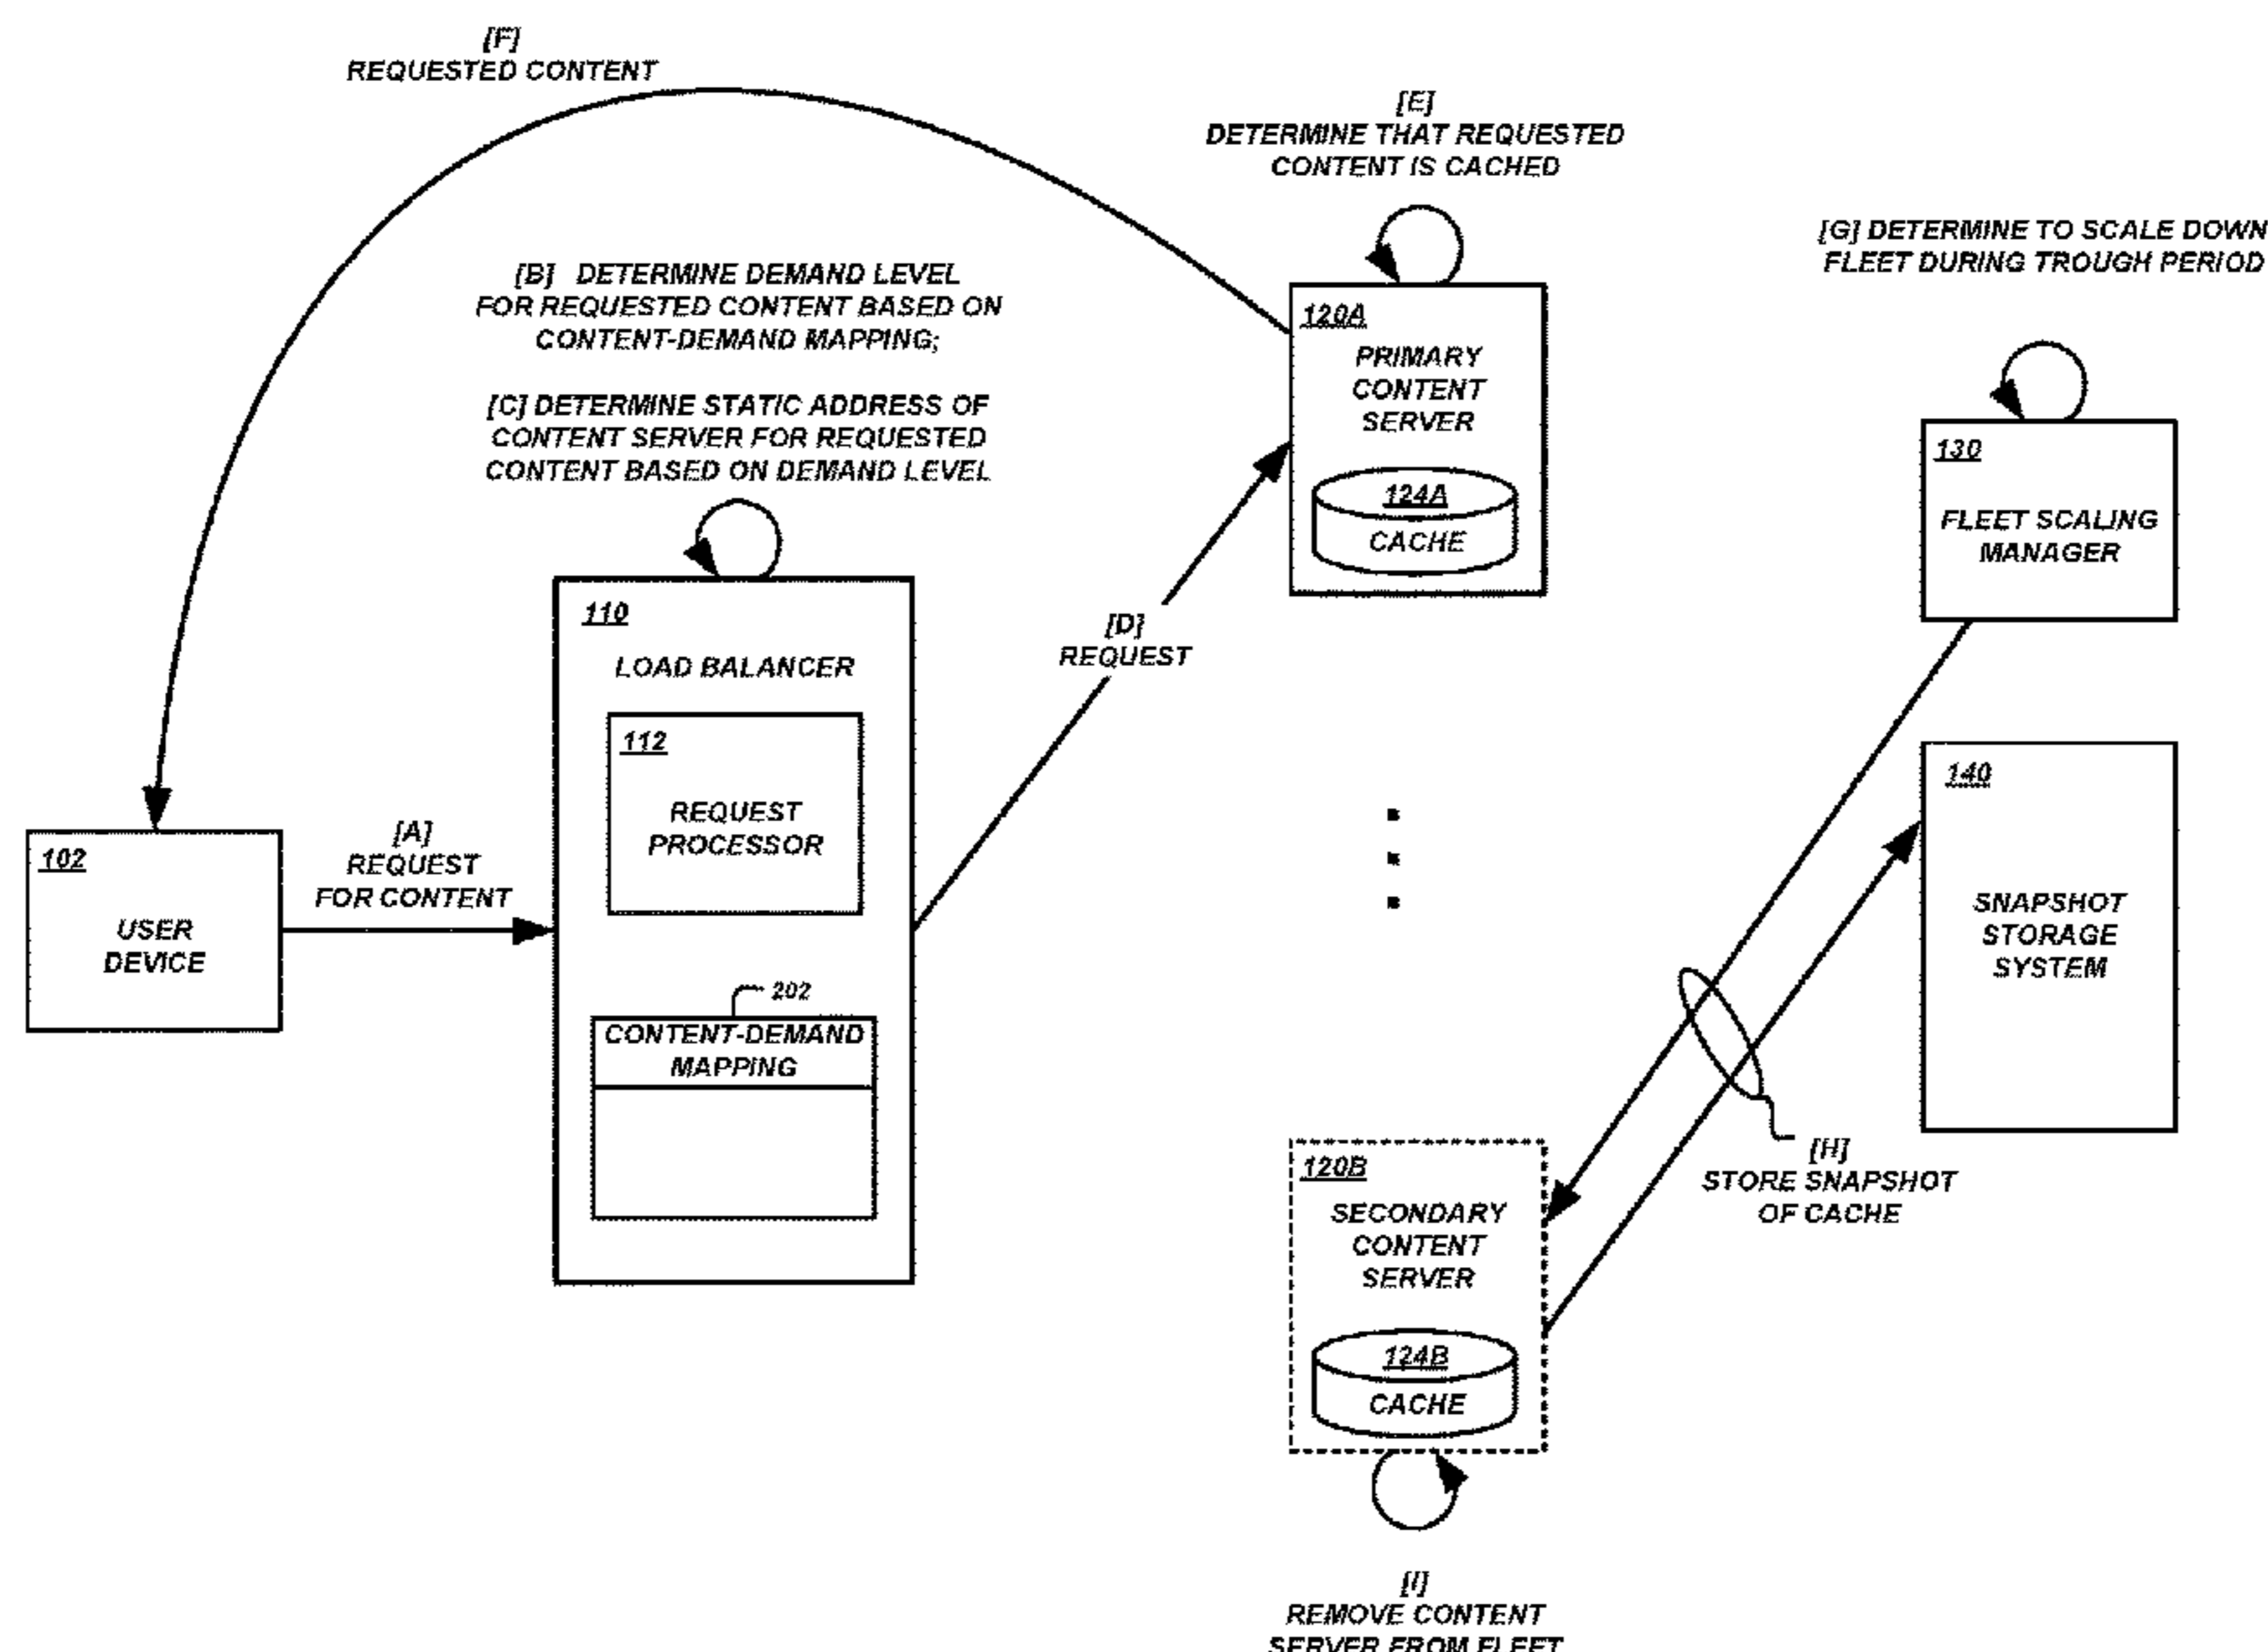 [F]
REQUESTED CONTENT
[E]
DETERMINE THAT REQUESTED
CONTENT IS CACHED
[G] DETERMINE TO SCALE DOWN
FLEET DURING TROUGH PERIOD
[B] DETERMINE DEMAND LEVEL
FOR REQUESTED CONTENT BASED ON
CONTENT-DEMAND MAPPING;
[C] DETERMINE STATIC ADDRESS OF
CONTENT SERVER FOR REQUESTED
CONTENT BASED ON DEMAND LEVEL
120A
PRIMARY
CONTENT
SERVER
124A
CACHE
130
FLEET SCALING
MANAGER
110
LOAD BALANCER
112
REQUEST
PROCESSOR
[D]
REQUEST
140
SNAPSHOT
STORAGE
SYSTEM
102
USER
DEVICE
[A]
REQUEST
FOR CONTENT
202
CONTENT-DEMAND
MAPPING
[H]
STORE SNAPSHOT
OF CACHE
120B
SECONDARY
CONTENT
SERVER
124B
CACHE
[I]
REMOVE CONTENT
SERVER FROM FLEET